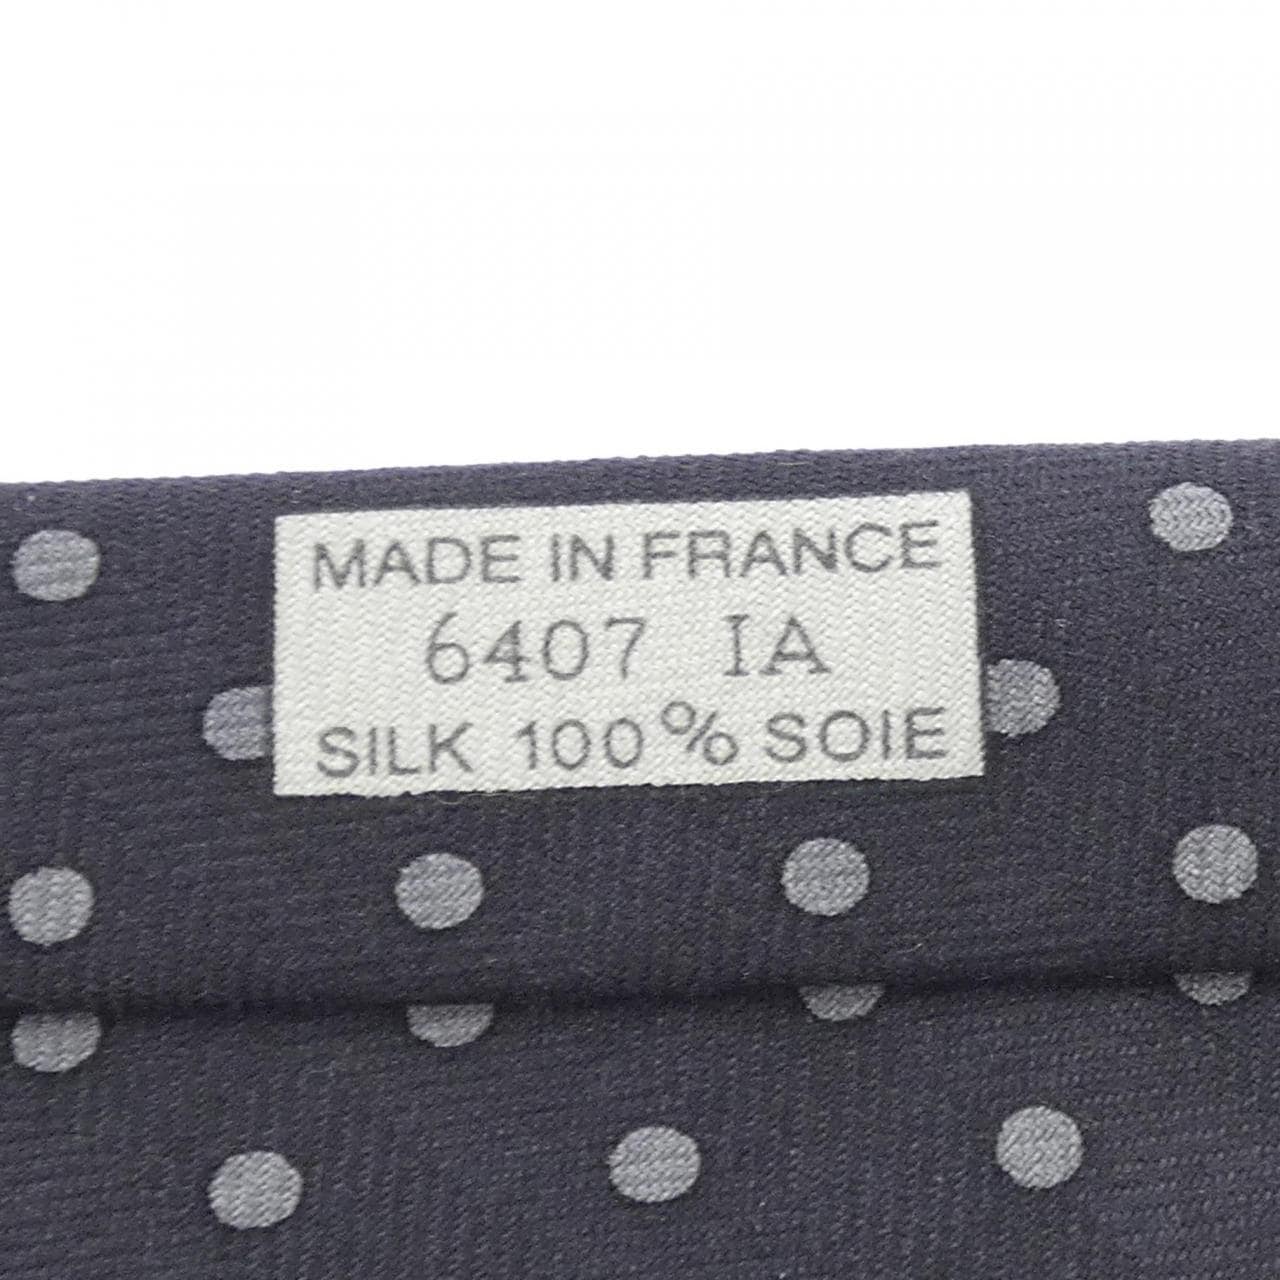 MADE IN FRANCE
6407 IA
SILK 100% SOIE